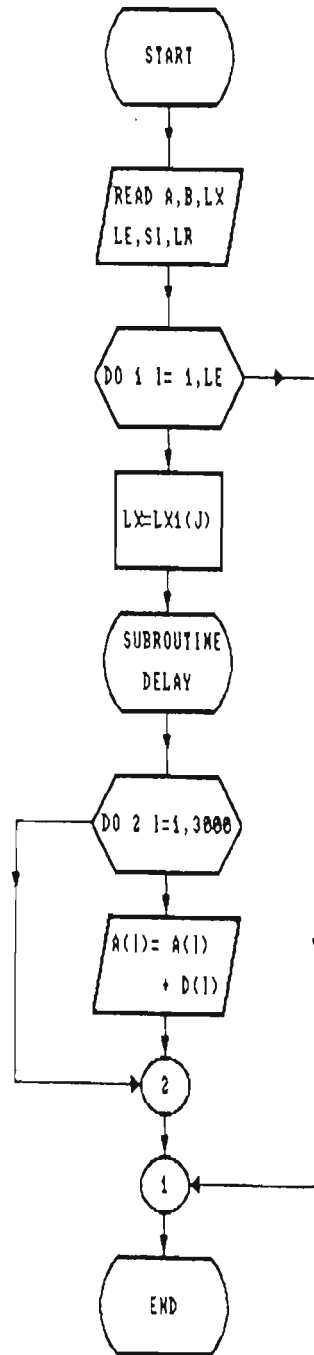 START
READ A,B,LX
LE,SI,LR
DO 1 I= 1,LE
LX=LX1(J)
SUBROUTIME
DELAY
DO 2 I=1,3000
A(I)= A(I)
+ D(I)
2
1
END